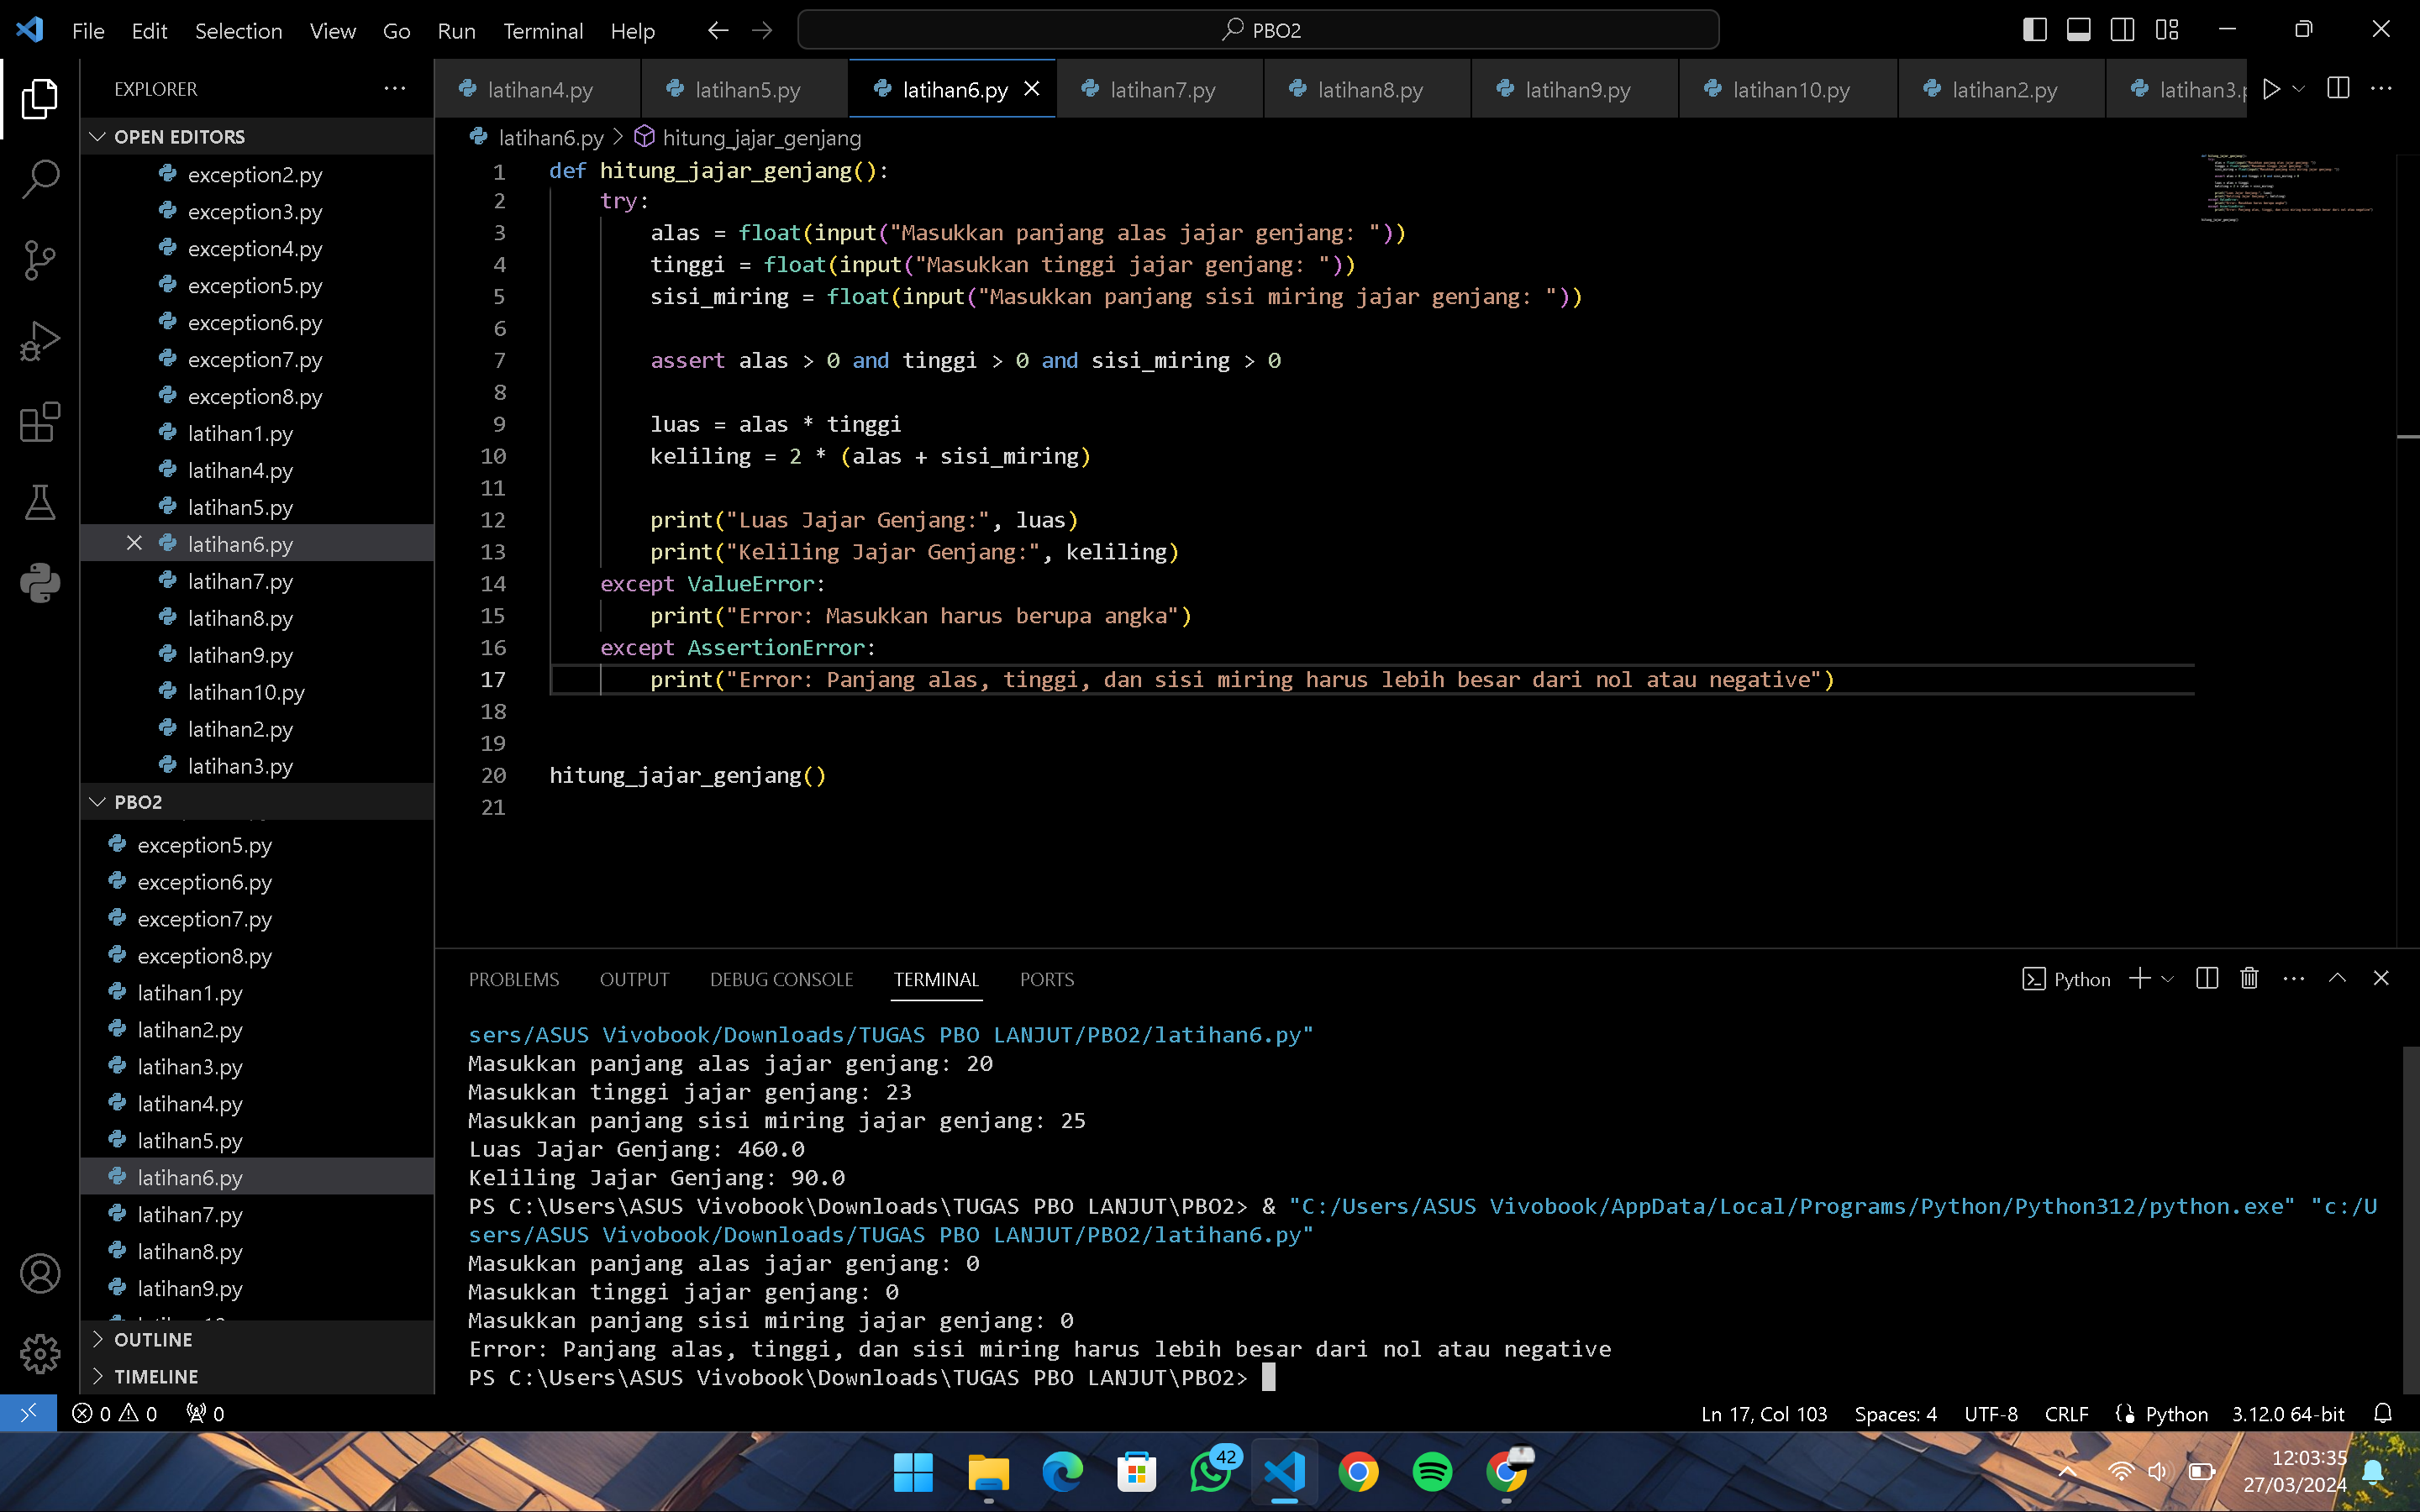 File Edit Selection View Go Run Terminal Help
PBO2
EXPLORER
OPEN EDITORS
exception2.py
exception3.py
exception4.py
exception5.py
exception6.py
exception7.py
exception8.py
latihan1.py
latihan4.py
latihan5.py
latihan6.py
latihan7.py
latihan8.py
latihan9.py
latihan10.py
latihan2.py
latihan3.py
PBO2
exception5.py
exception6.py
exception7.py
exception8.py
latihan1.py
latihan2.py
latihan3.py
latihan4.py
latihan5.py
latihan6.py
latihan7.py
latihan8.py
latihan9.py
OUTLINE
TIMELINE
latihan4.py latihan5.py latihan6.py latihan7.py latihan8.py latihan9.py latihan10.py latihan2.py latihan3.p
latihan6.py > hitung_jajar_genjang
1 def hitung_jajar_genjang():
2 try:
3 alas = float(input("Masukkan panjang alas jajar genjang: "))
4 tinggi = float(input("Masukkan tinggi jajar genjang: "))
5 sisi_miring = float(input("Masukkan panjang sisi miring jajar genjang: "))
6
7 assert alas > 0 and tinggi > 0 and sisi_miring > 0
8
9 luas = alas * tinggi
10 keliling = 2 * (alas + sisi_miring)
11
12 print("Luas Jajar Genjang:", luas)
13 print("Keliling Jajar Genjang:", keliling)
14 except ValueError:
15 print("Error: Masukkan harus berupa angka")
16 except AssertionError:
17 print("Error: Panjang alas, tinggi, dan sisi miring harus lebih besar dari nol atau negative")
18
19
20 hitung_jajar_genjang()
21
PROBLEMS OUTPUT DEBUG CONSOLE TERMINAL PORTS
Python
sers/ASUS Vivobook/Downloads/TUGAS PBO LANJUT/PBO2/latihan6.py"
Masukkan panjang alas jajar genjang: 20
Masukkan tinggi jajar genjang: 23
Masukkan panjang sisi miring jajar genjang: 25
Luas Jajar Genjang: 460.0
Keliling Jajar Genjang: 90.0
PS C:\Users\ASUS Vivobook\Downloads\TUGAS PBO LANJUT\PBO2> & "C:/Users/ASUS Vivobook/AppData/Local/Programs/Python/Python312/python.exe" "c:/U
sers/ASUS Vivobook/Downloads/TUGAS PBO LANJUT/PBO2/latihan6.py"
Masukkan panjang alas jajar genjang: 0
Masukkan tinggi jajar genjang: 0
Masukkan panjang sisi miring jajar genjang: 0
Error: Panjang alas, tinggi, dan sisi miring harus lebih besar dari nol atau negative
PS C:\Users\ASUS Vivobook\Downloads\TUGAS PBO LANJUT\PBO2>
0 0 0
Ln 17, Col 103 Spaces: 4 UTF-8 CRLF Python 3.12.0 64-bit
42
12:03:35
27/03/2024